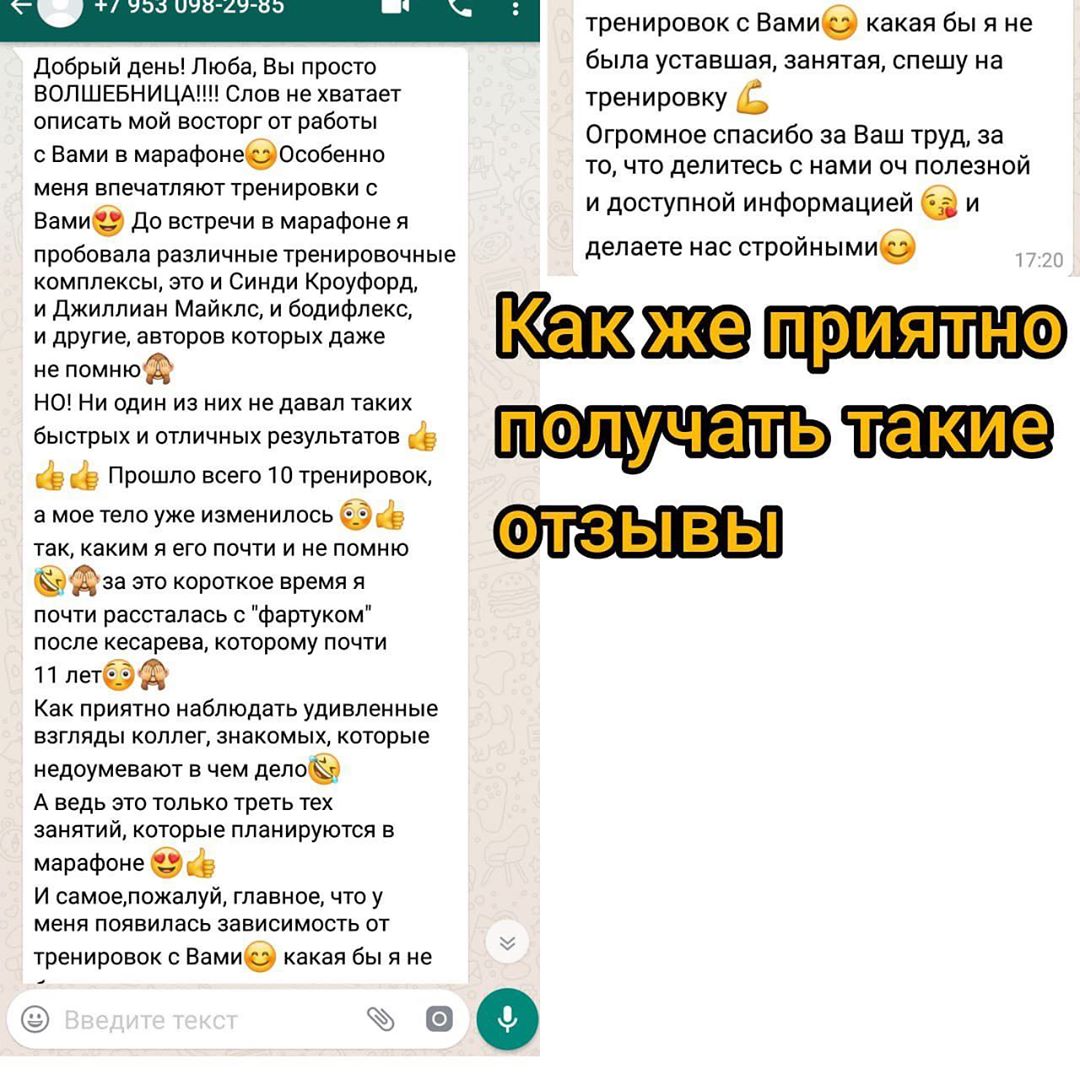 +7 953 098-29-85
Добрый день! Люба, Вы просто
ВОЛШЕБНИЦА!!!! Слов не хватает
описать мой восторг от работы
с Вами в марафоне😊Особенно
меня впечатляют тренировки с
Вами😍 До встречи в марафоне я
пробовала различные тренировочные
комплексы, это и Синди Кроуфорд,
и Джиллиан Майклс, и бодифлекс,
и другие, авторов которых даже
не помню🙈
НО! Ни один из них не давал таких
быстрых и отличных результатов 👍
👍👍 Прошло всего 10 тренировок,
а мое тело уже изменилось 😳👍
так, каким я его почти и не помню
🤣🙈за это короткое время я
почти рассталась с "фартуком"
после кесарева, которому почти
11 лет😳🙈
Как приятно наблюдать удивленные
взгляды коллег, знакомых, которые
недоумевают в чем дело🤣
А ведь это только треть тех
занятий, которые планируются в
марафоне 😍👍
И самое,пожалуй, главное, что у
меня появилась зависимость от
тренировок с Вами😊 какая бы я не
Введите текст
тренировок с Вами😊 какая бы я не
была уставшая, занятая, спешу на
тренировку 💪
Огромное спасибо за Ваш труд, за
то, что делитесь с нами оч полезной
и доступной информацией 😘 и
делаете нас стройными😊
17:20
Как же приятно
получать такие
отзывы